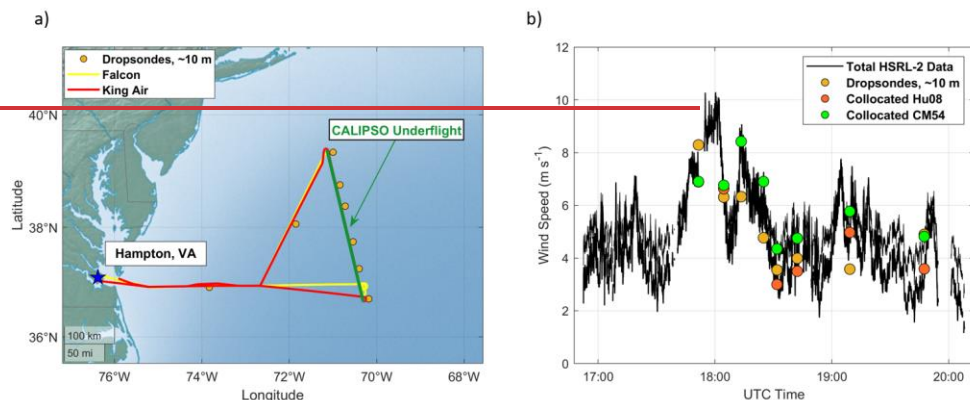 a)
Dropsondes, ~10 m
Falcon
King Air
40°N
38°N
36°N
Latitude
CALIPSO Underflight
Hampton, VA
100 km
50 mi
76°W
74°W
72°W
70°W
68°W
Longitude
b)
Total HSRL-2 Data
Dropsondes, ~10 m
Collocated Hu08
Collocated CM54
12
10
8
6
4
2
0
Wind Speed (m s⁻¹)
17:00
18:00
19:00
20:00
UTC Time